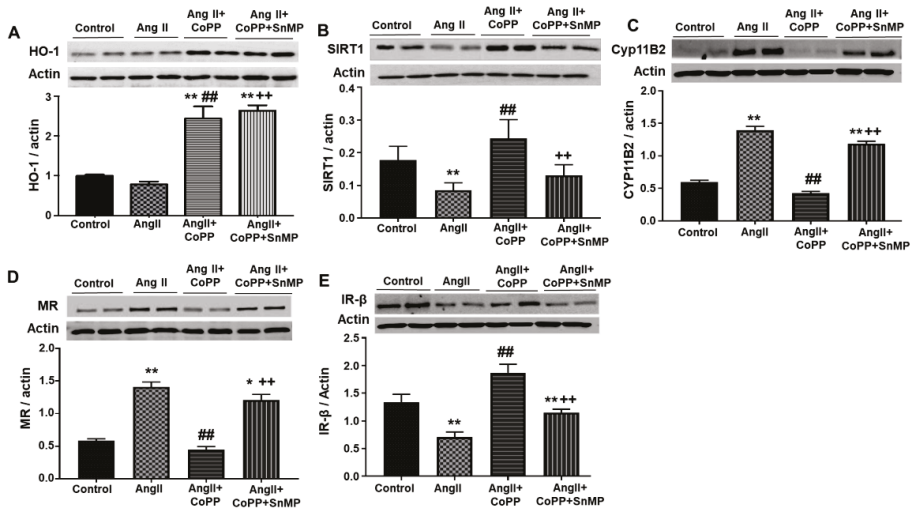 A
Control
Ang II
Ang II+
CoPP
Ang II+
CoPP+SnMP
HO-1
Actin
HO-1 / actin
3
2
1
0
** ##
** ++
Control
AngII
AngII+
CoPP
AngII+
CoPP+SnMP
B
Control
Ang II
Ang II+
CoPP
Ang II+
CoPP+SnMP
SIRT1
Actin
SIRT1 / actin
0.4
0.3
0.2
0.1
0.0
**
##
++
Control
AngII
AngII+
CoPP
AngII+
CoPP+SnMP
C
Control
Ang II
Ang II+
CoPP
Ang II+
CoPP+SnMP
Cyp11B2
Actin
CYP11B2 / actin
1.5
1.0
0.5
0.0
**
##
** ++
Control
AngII
AngII+
CoPP
AngII+
CoPP+SnMP
D
Control
Ang II
Ang II+
CoPP
Ang II+
CoPP+SnMP
MR
Actin
MR / actin
2.0
1.5
1.0
0.5
0.0
**
##
* ++
Control
AngII
AngII+
CoPP
AngII+
CoPP+SnMP
E
Control
AngII
AngII+
CoPP
AngII+
CoPP+SnMP
IR-β
Actin
IR-β / Actin
2.0
1.5
1.0
0.5
0.0
**
##
** ++
Control
AngII
AngII+
CoPP
AngII+
CoPP+SnMP